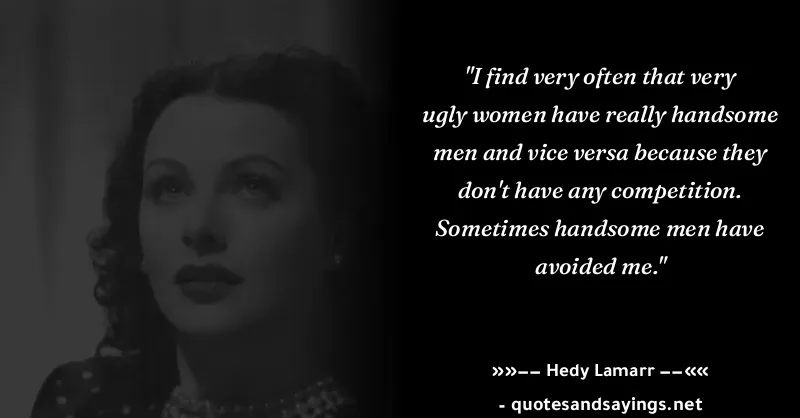 "I find very often that very
ugly women have really handsome
men and vice versa because they
don't have any competition.
Sometimes handsome men have
avoided me."
»»—— Hedy Lamarr ——««
- quotesandsayings.net